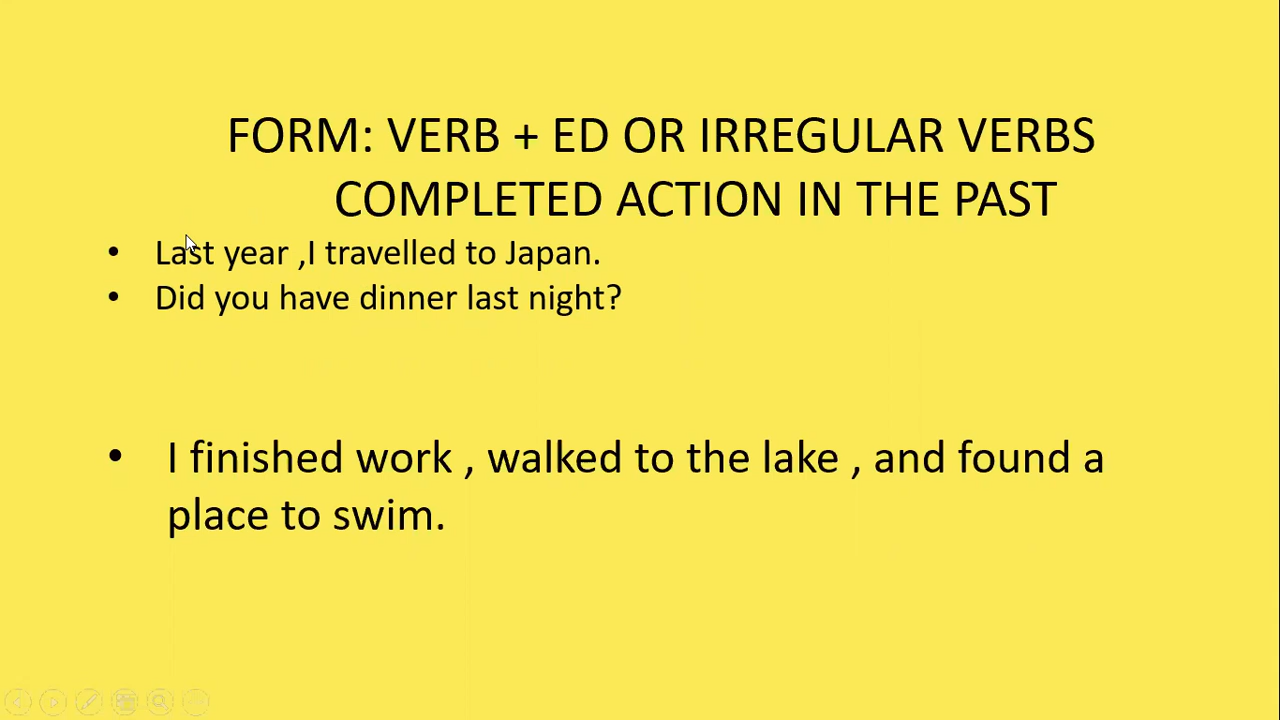 FORM: VERB + ED OR IRREGULAR VERBS
COMPLETED ACTION IN THE PAST
• Last year ,I travelled to Japan.
• Did you have dinner last night?
• I finished work , walked to the lake , and found a
place to swim.